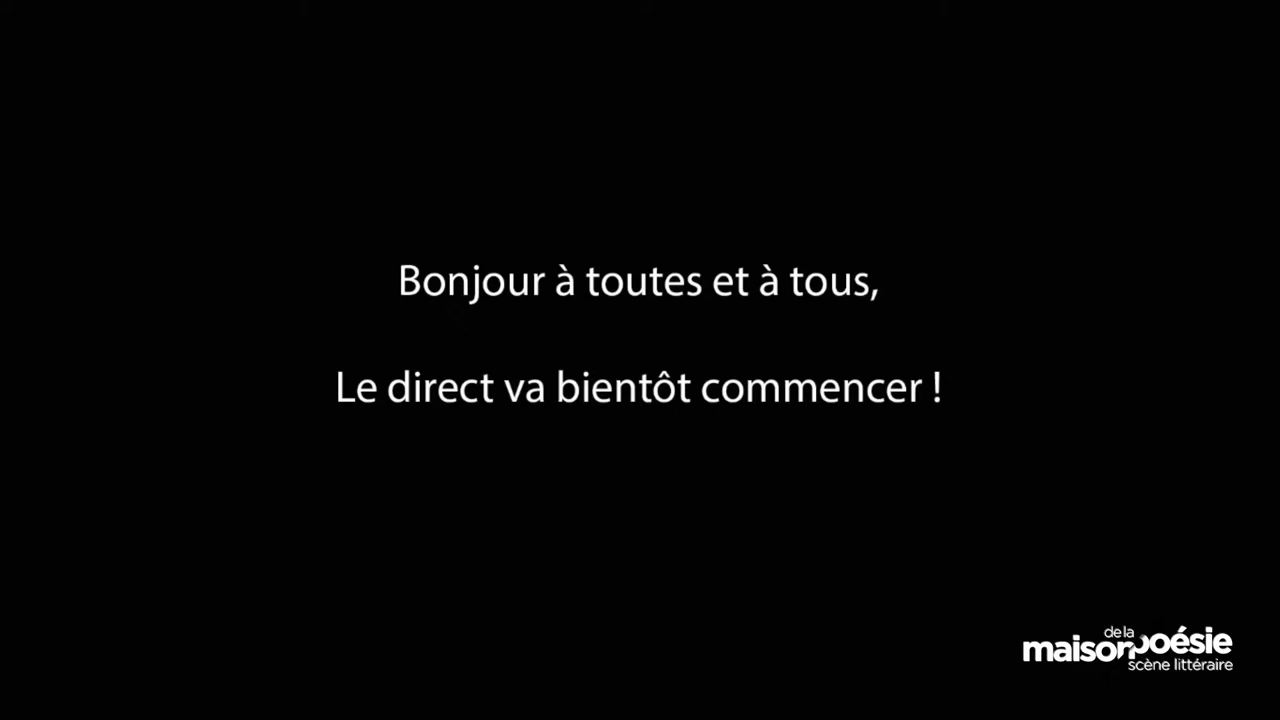 Bonjour à toutes et à tous,
Le direct va bientôt commencer !
de la
maison poésie
scène littéraire